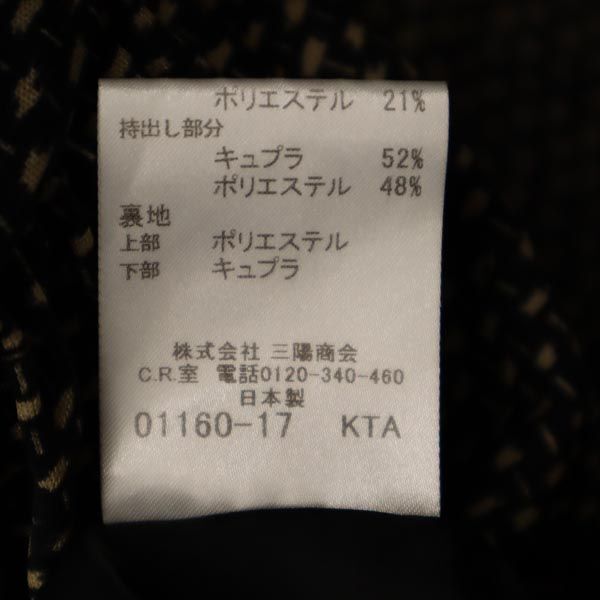 ポリエステル 21%
持出し部分
キュプラ 52%
ポリエステル 48%
裏地
上部 ポリエステル
下部 キュプラ
株式会社 三陽商会
C.R.室 電話0120-340-460
日本製
01160-17 KTA